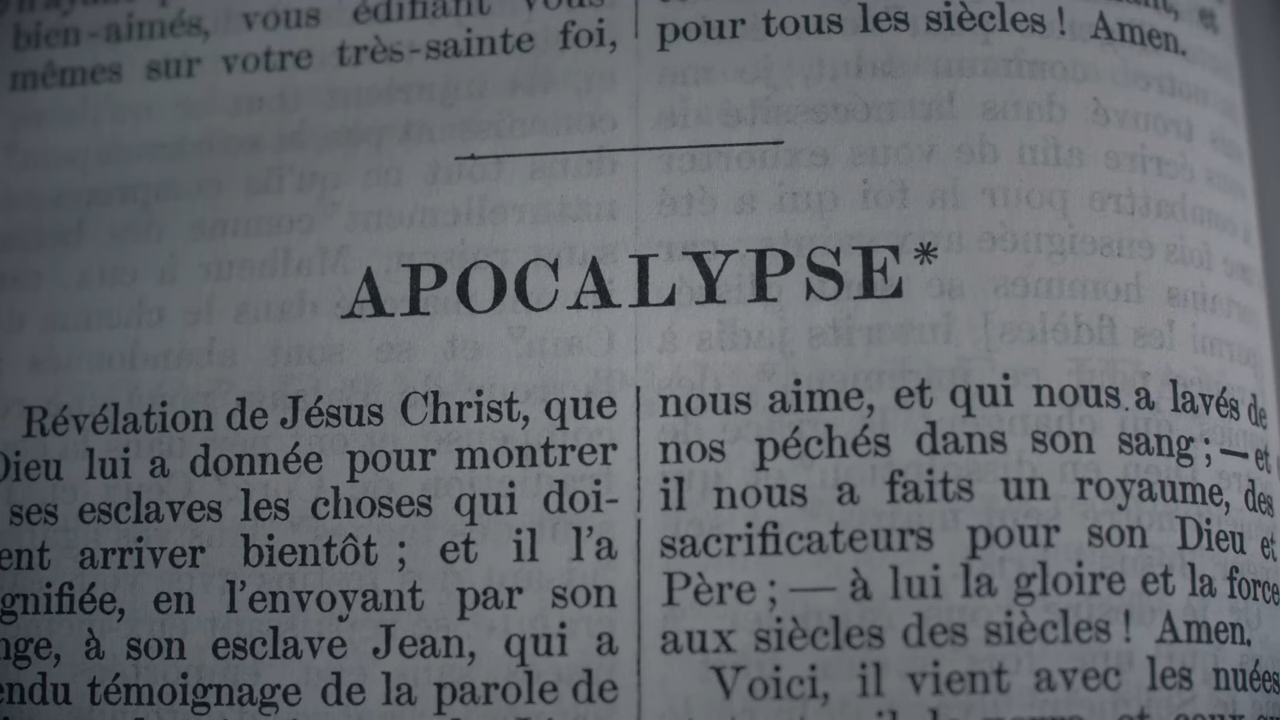 bien-aimés, vous édifiant vous
mêmes sur votre très-sainte foi,
pour tous les siècles ! Amen.
APOCALYPSE*
Révélation de Jésus Christ, que
Dieu lui a donnée pour montrer
ses esclaves les choses qui doi-
ent arriver bientôt ; et il l'a
gnifiée, en l'envoyant par son
nge, à son esclave Jean, qui a
endu témoignage de la parole de
nous aime, et qui nous a lavés de
nos péchés dans son sang ; — et
il nous a faits un royaume, des
sacrificateurs pour son Dieu et
Père ; — à lui la gloire et la force
aux siècles des siècles ! Amen.
Voici, il vient avec les nuées